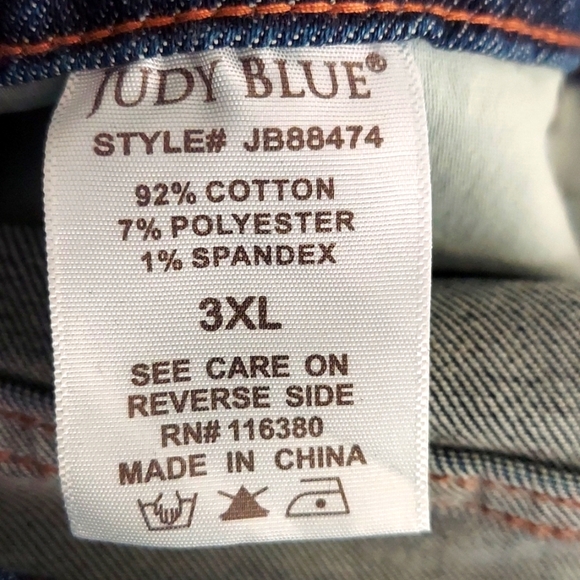 JUDY BLUE®
STYLE# JB88474
92% COTTON
7% POLYESTER
1% SPANDEX
3XL
SEE CARE ON
REVERSE SIDE
RN# 116380
MADE IN CHINA